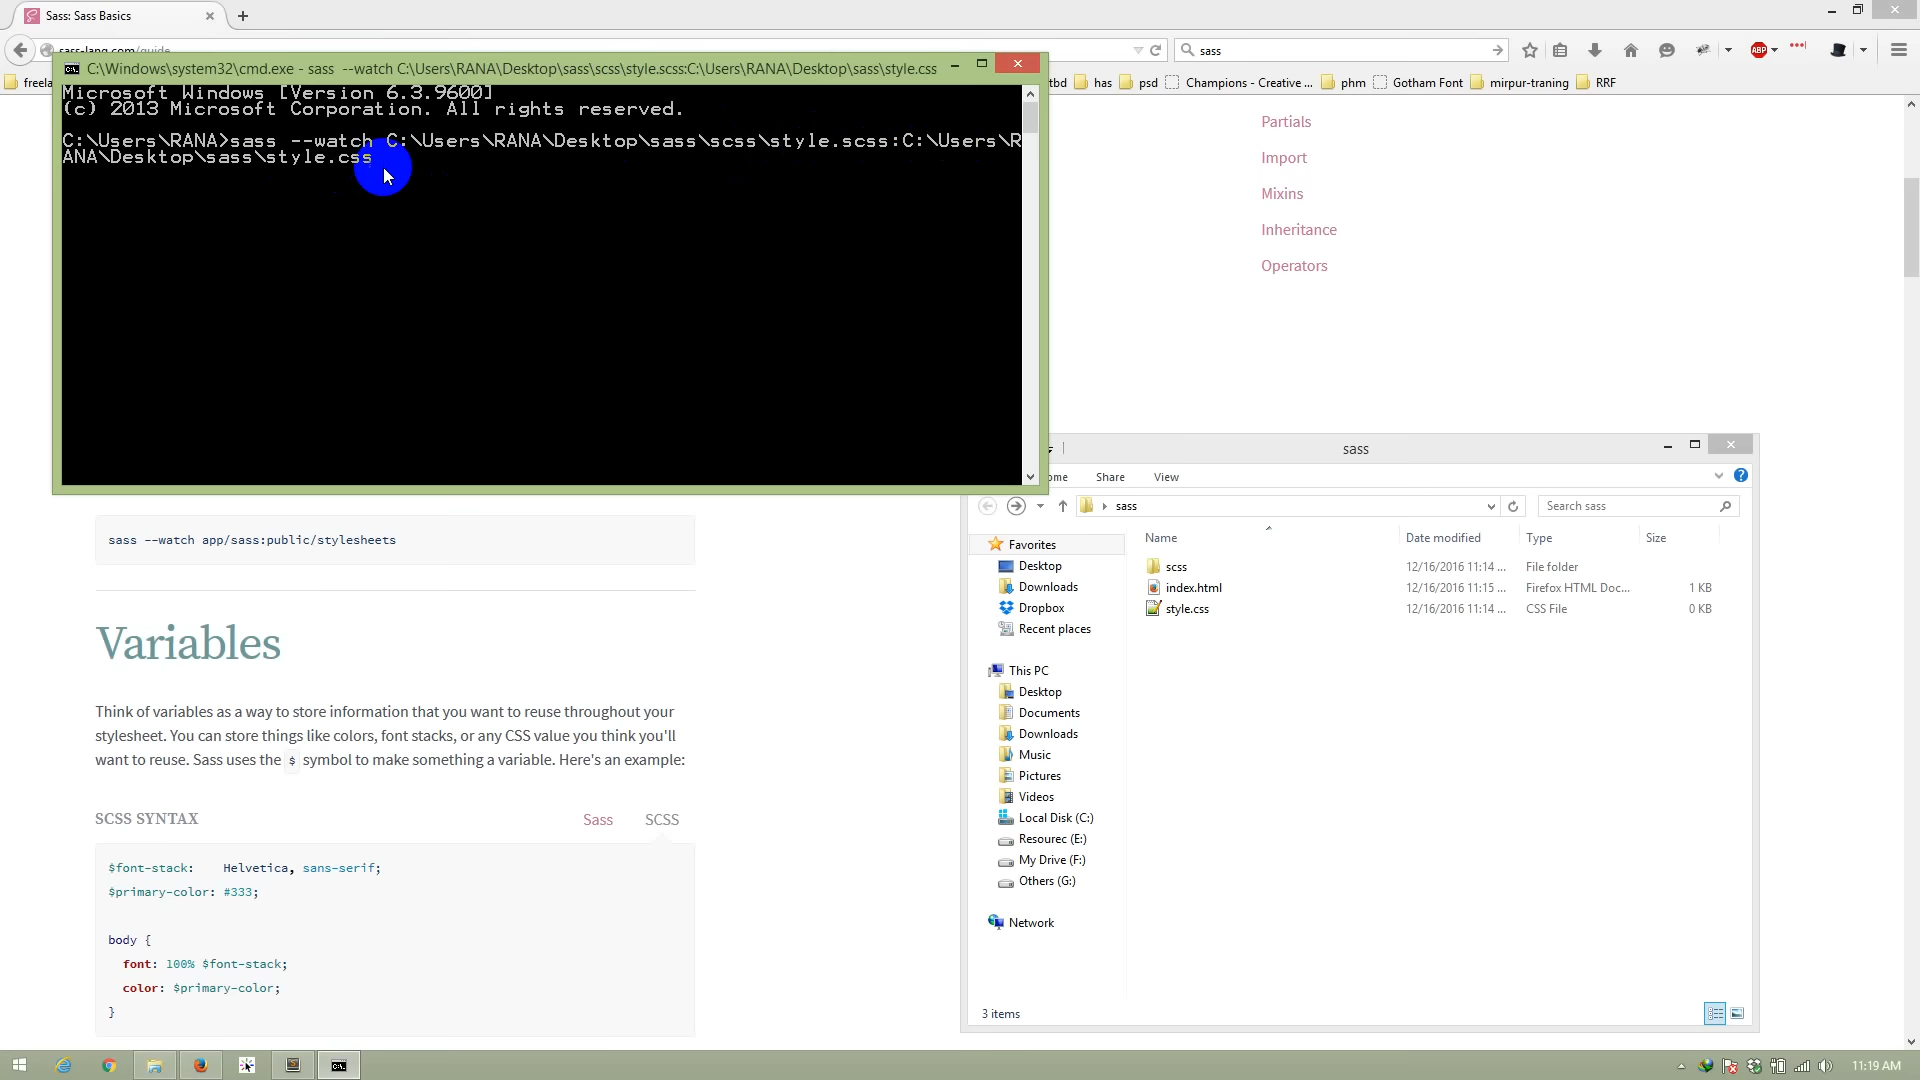 Sass: Sass Basics
sass-lang.com/guide
sass
freela
tbd
has
psd
Champions - Creative ...
phm
Gotham Font
mirpur-traning
RRF
C:\Windows\system32\cmd.exe - sass  --watch C:\Users\RANA\Desktop\sass\scss\style.scss:C:\Users\RANA\Desktop\sass\style.css
Microsoft Windows [Version 6.3.9600]
(c) 2013 Microsoft Corporation. All rights reserved.
C:\Users\RANA>sass --watch C:\Users\RANA\Desktop\sass\scss\style.scss:C:\Users\R
ANA\Desktop\sass\style.css
Partials
Import
Mixins
Inheritance
Operators
sass --watch app/sass:public/stylesheets
Variables
Think of variables as a way to store information that you want to reuse throughout your
stylesheet. You can store things like colors, font stacks, or any CSS value you think you'll
want to reuse. Sass uses the $ symbol to make something a variable. Here's an example:
SCSS SYNTAX
Sass
SCSS
$font-stack:    Helvetica, sans-serif;
$primary-color: #333;
body {
font: 100% $font-stack;
color: $primary-color;
}
sass
ome
Share
View
sass
Search sass
Name
Date modified
Type
Size
scss
12/16/2016 11:14 ...
File folder
index.html
12/16/2016 11:15 ...
Firefox HTML Doc...
1 KB
style.css
12/16/2016 11:14 ...
CSS File
0 KB
Favorites
Desktop
Downloads
Dropbox
Recent places
This PC
Desktop
Documents
Downloads
Music
Pictures
Videos
Local Disk (C:)
Resourec (E:)
My Drive (F:)
Others (G:)
Network
3 items
ABP
11:19 AM